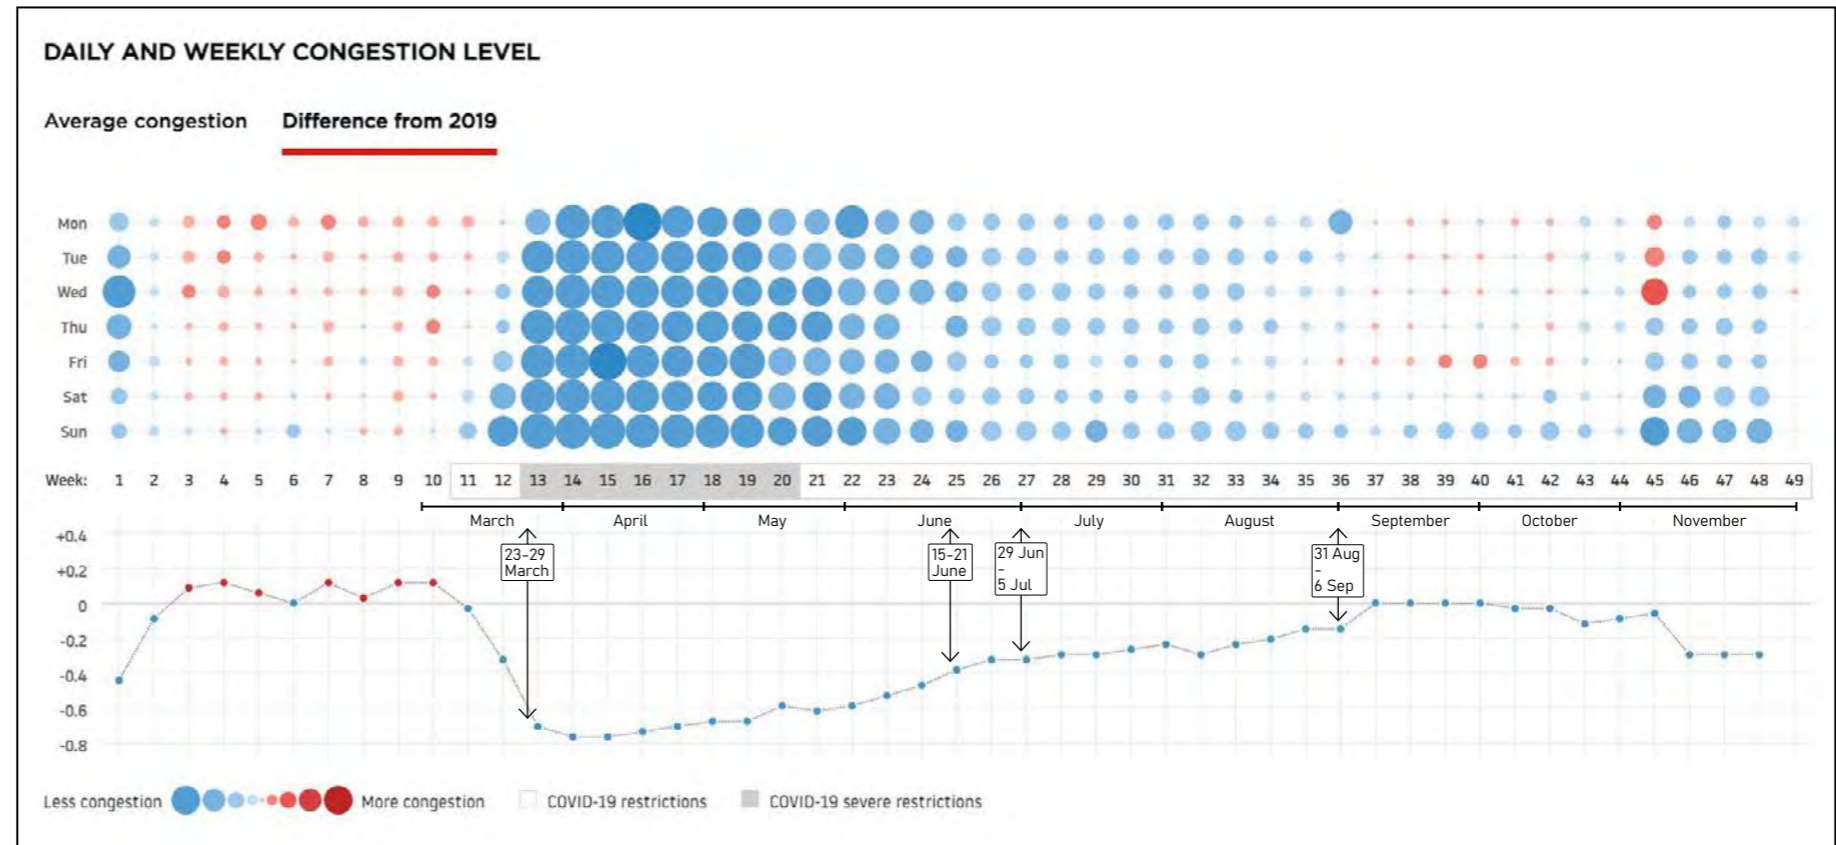 DAILY AND WEEKLY CONGESTION LEVEL
Average congestion Difference from 2019
Mon
Tue
Wed
Thu
Fri
Sat
Sun
Week: 1 2 3 4 5 6 7 8 9 10 11 12 13 14 15 16 17 18 19 20 21 22 23 24 25 26 27 28 29 30 31 32 33 34 35 36 37 38 39 40 41 42 43 44 45 46 47 48 49
March April May June July August September October November
+0.4
+0.2
0
-0.2
-0.4
-0.6
-0.8
23-29
March
15-21
June
29 Jun
-
5 Jul
31 Aug
-
6 Sep
Less congestion More congestion COVID-19 restrictions COVID-19 severe restrictions